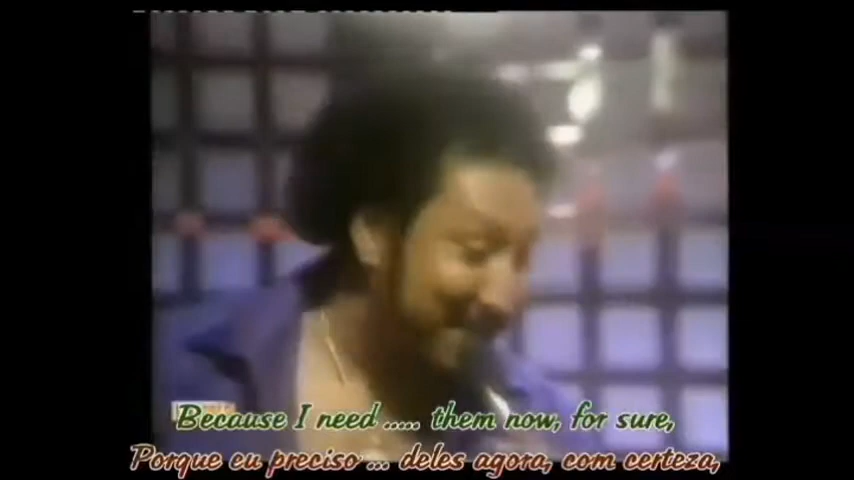 Because I need ..... them now, for sure,
Porque eu preciso ... deles agora, com certeza,